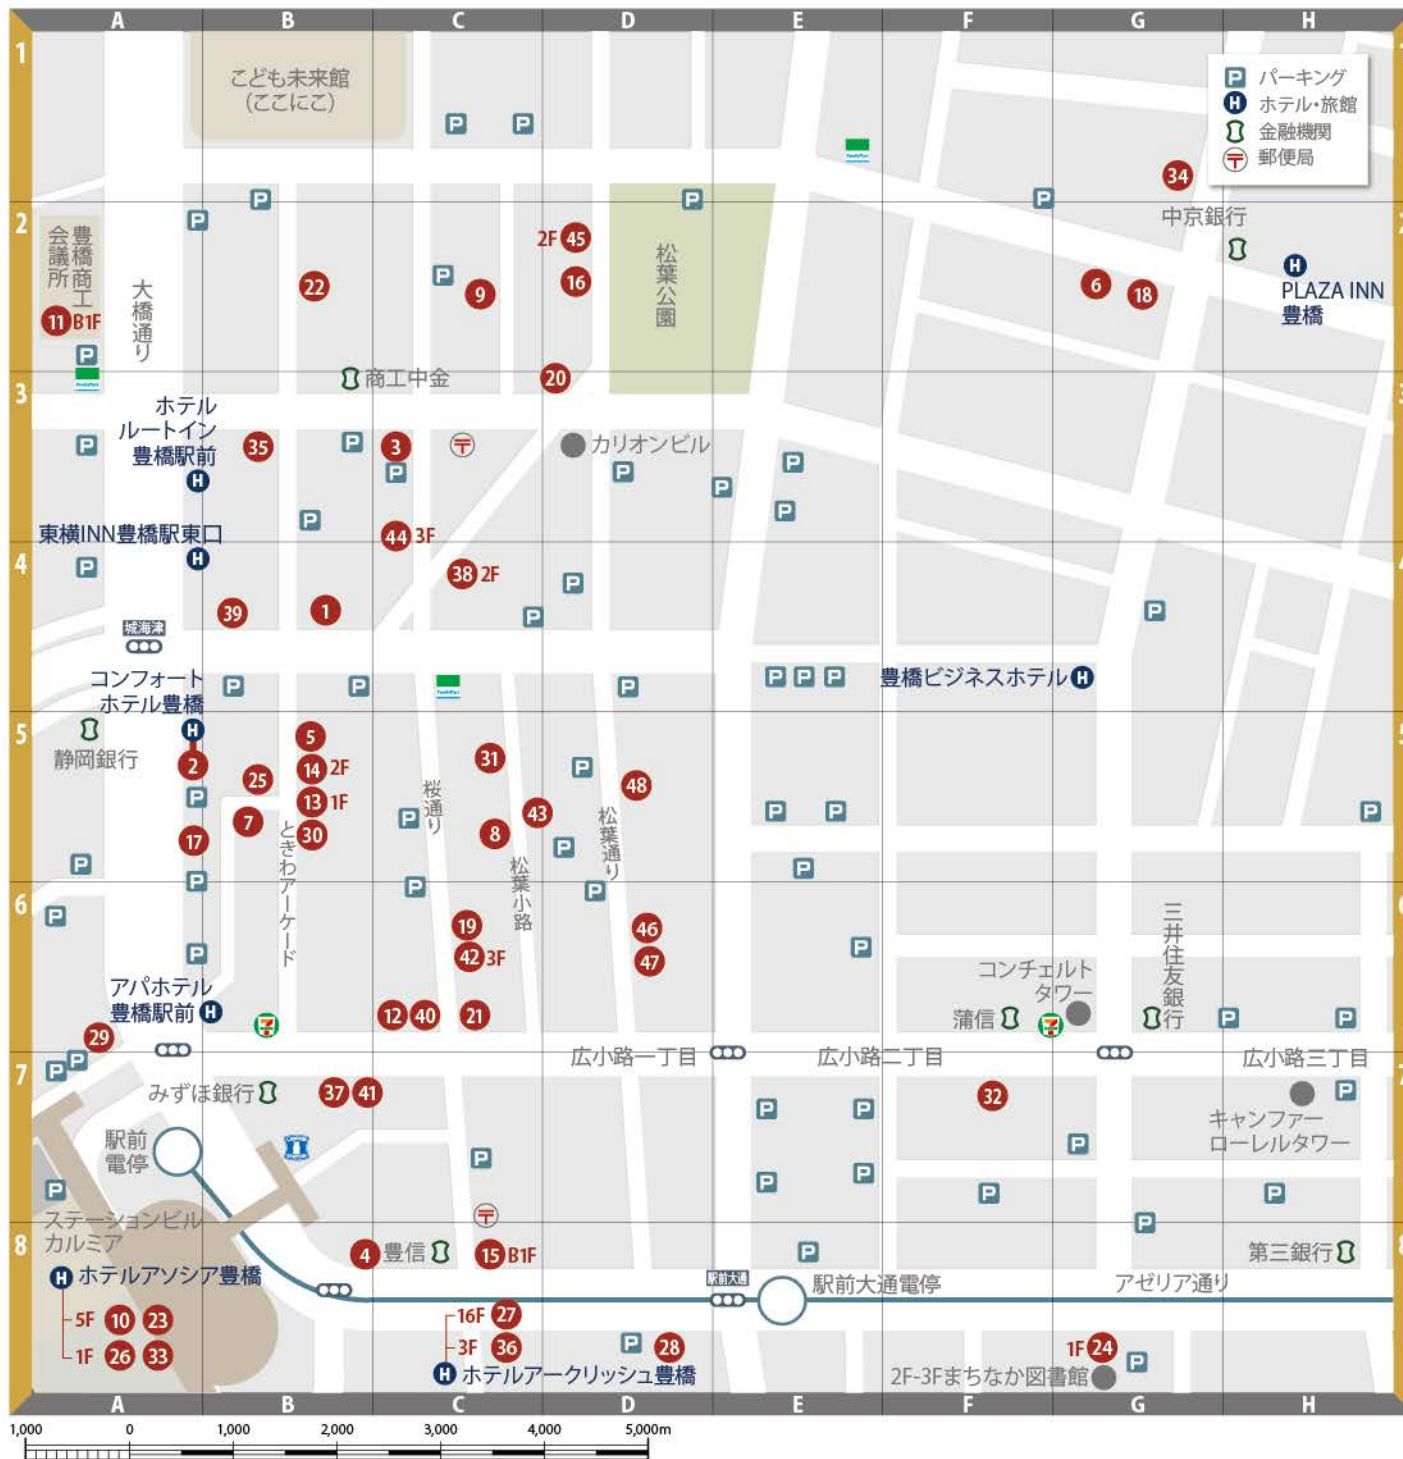 A B C D E F G H
1
こども未来館
(ここにこ)
P パーキング
H ホテル・旅館
金融機関
〒 郵便局
P P
FamilyMart
34
中京銀行
2
P P P P
豊橋商工
会議所
11 B1F
大橋通り
22
P 9
2F 45
16
松葉公園
6 18
H
PLAZA INN
豊橋
P
FamilyMart
3
商工中金
20
ホテル
ルートイン
豊橋駅前
H
P 35 P 3 〒
P
カリオンビル
P P P P
P
東横INN豊橋駅東口
H
44 3F
4
P
38 2F
P P
39 1
P
城海津
コンフォート
ホテル豊橋
H
P P
FamilyMart
P
P P P
豊橋ビジネスホテル H
5
静岡銀行
2
5
25
14 2F
13 1F
7
30
17
P
P
P
ときわアーケード
桜通り
P
31
8
43
松葉小路
P
P
48
松葉通り
P P P
P
6
P
P
P
P
P
19
42 3F
46
47
P
三井住友銀行
アパホテル
豊橋駅前 H
7
12 40 21
コンチェルト
タワー
蒲信
7
P P
29
広小路一丁目
広小路二丁目
広小路三丁目
7
P P
みずほ銀行
37 41
P P
32
P
キャンファー
ローレルタワー
駅前
電停
P
P
P P
P
P
P
ステーションビル
カルミア
〒
P
8
4 豊信
15 B1F
P
第三銀行
H ホテルアソシア豊橋
駅前大通
駅前大通電停
アゼリア通り
5F 10 23
1F 26 33
16F 27
3F 36
H ホテルアークリッシュ豊橋
P 28
1F 24
P
2F-3Fまちなか図書館
A B C D E F G H
1,000 0 1,000 2,000 3,000 4,000 5,000m